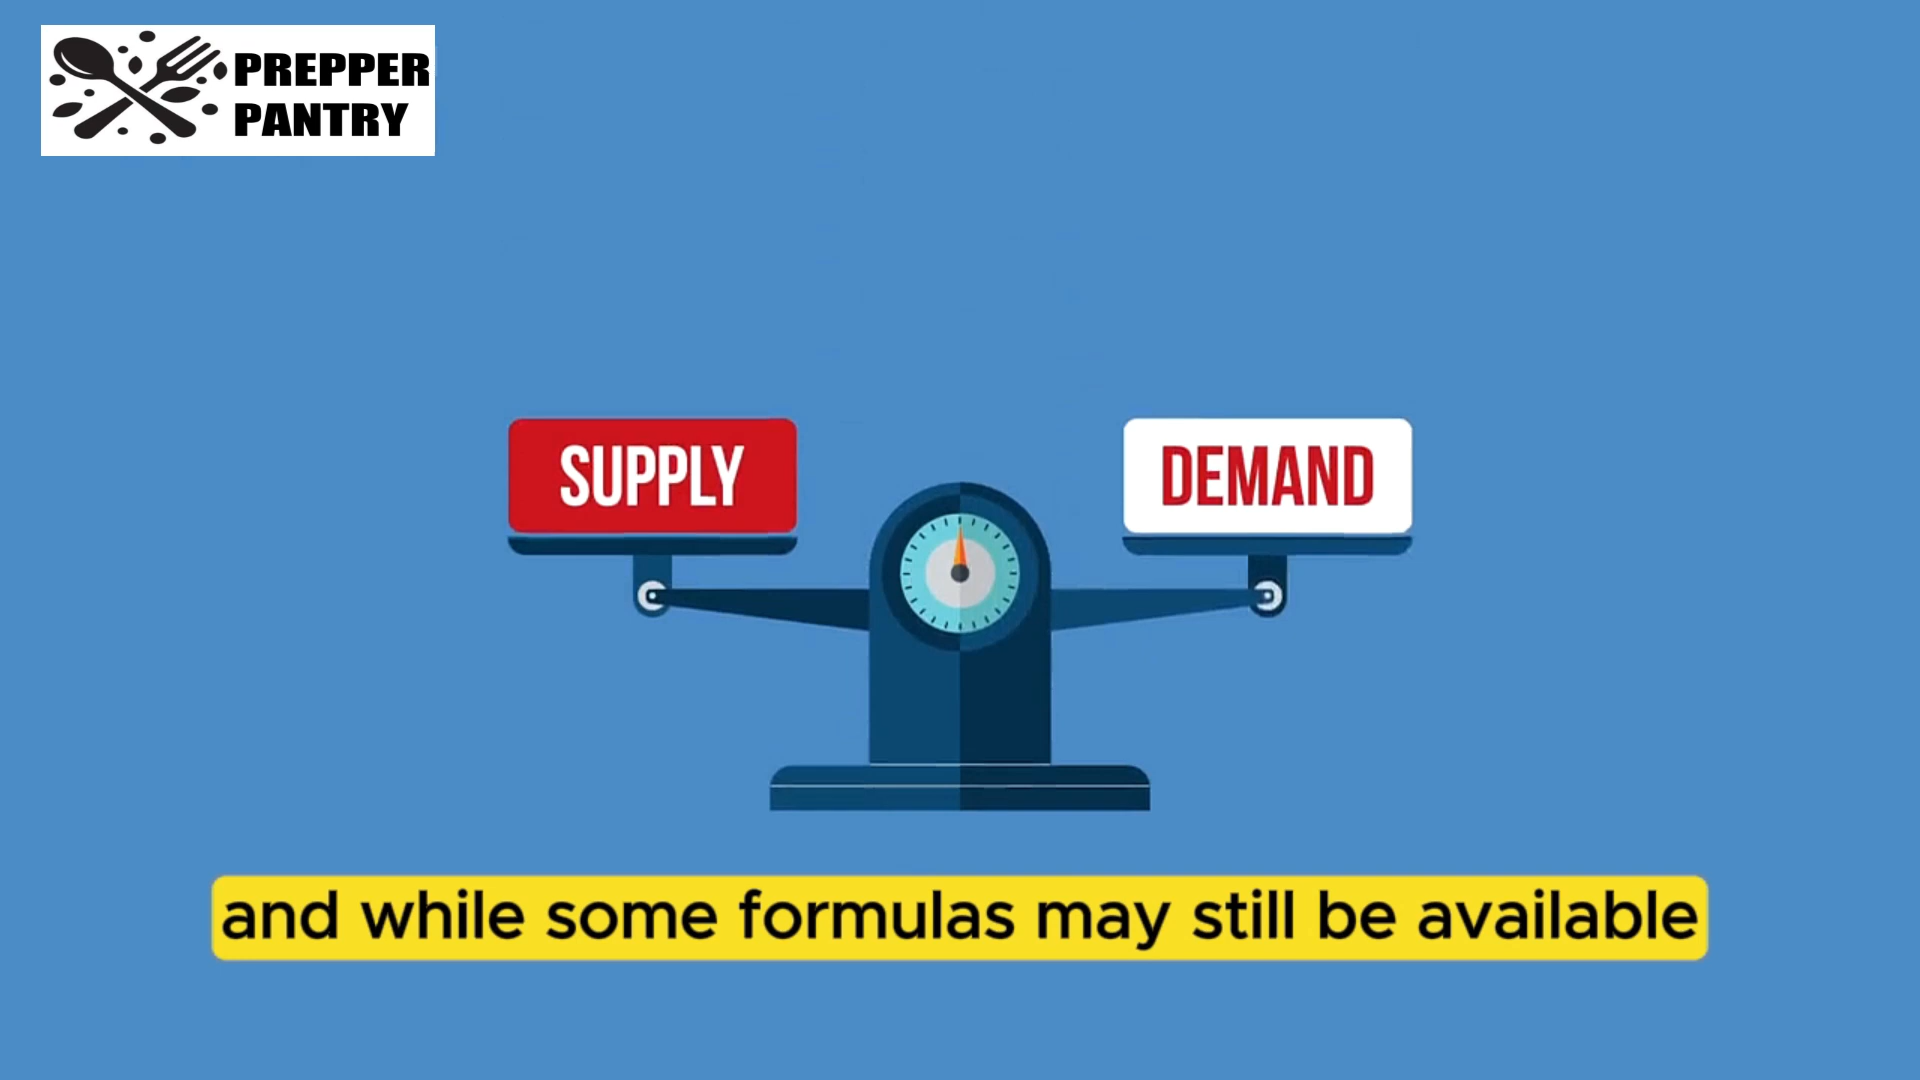 PREPPER
PANTRY
SUPPLY
DEMAND
and while some formulas may still be available